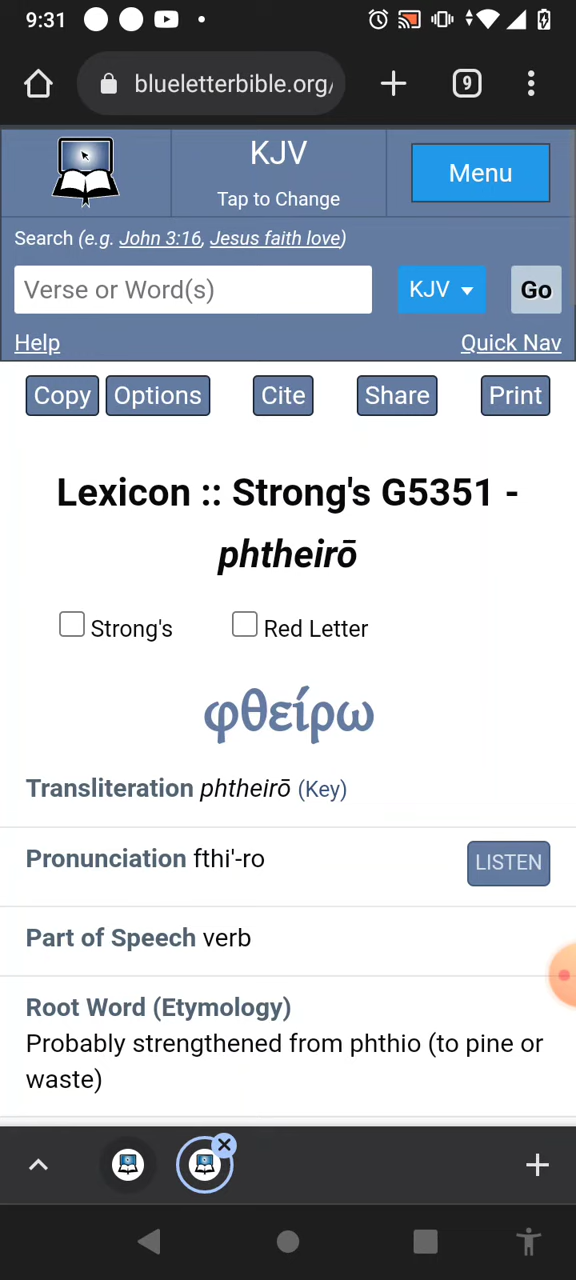 9:31
blueletterbible.org/
9
KJV
Tap to Change
Menu
Search (e.g. John 3:16, Jesus faith love)
Verse or Word(s)
KJV
Go
Help
Quick Nav
Copy
Options
Cite
Share
Print
Lexicon :: Strong's G5351 -
phtheirō
Strong's
Red Letter
φθείρω
Transliteration phtheirō (Key)
Pronunciation fthi'-ro
LISTEN
Part of Speech verb
Root Word (Etymology)
Probably strengthened from phthio (to pine or
waste)